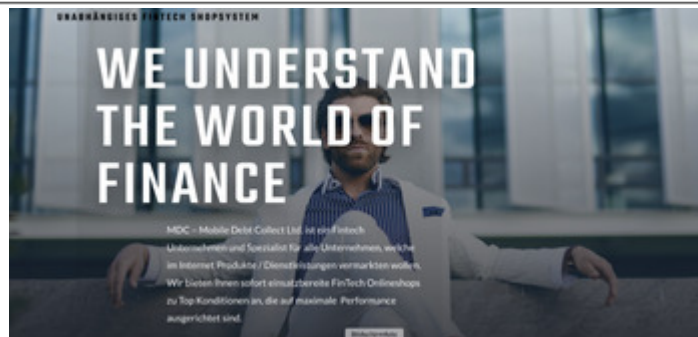 UNABHÄNGIGES FINTECH SHOPSYSTEM
WE UNDERSTAND
THE WORLD OF
FINANCE
MDC – Mobile Debt Collect Ltd. ist ein Fintech
Unternehmen und Spezialist für alle Unternehmen, welche
im Internet Produkte / Dienstleistungen vermarkten wollen.
Wir bieten Ihnen sofort einsatzbereite FinTech Onlineshops
zu Top Konditionen an, die auf maximale Performance
ausgerichtet sind.